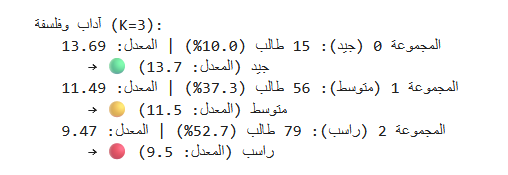 آداب وفلسفة (K=3):
المجموعة 0 (جيد): 15 طالب (10.0%) | المعدل: 13.69
→ 🟢 جيد (المعدل: 13.7)
المجموعة 1 (متوسط): 56 طالب (37.3%) | المعدل: 11.49
→ 🟡 متوسط (المعدل: 11.5)
المجموعة 2 (راسب): 79 طالب (52.7%) | المعدل: 9.47
→ 🔴 راسب (المعدل: 9.5)